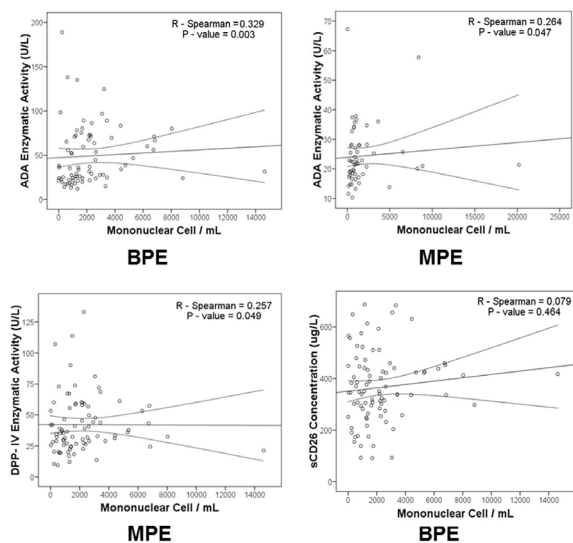 R - Spearman = 0.329
P - value = 0.003
ADA Enzymatic Activity (U/L)
200
150
100
50
0
0 2000 4000 6000 8000 10000 12000 14000
Mononuclear Cell / mL
BPE
R - Spearman = 0.264
P - value = 0.047
ADA Enzymatic Activity (U/L)
70
60
50
40
30
20
10
0 5000 10000 15000 20000 25000
Mononuclear Cell / mL
MPE
R - Spearman = 0.257
P - value = 0.049
DPP- IV Enzymatic Activity (U/L)
125
100
75
50
25
0
0 2000 4000 6000 8000 10000 12000 14000
Mononuclear Cell / mL
MPE
R - Spearman = 0.079
P - value = 0.464
sCD26 Concentration (ug/L)
600
400
200
0
0 2000 4000 6000 8000 10000 12000 14000
Mononuclear Cell / mL
BPE